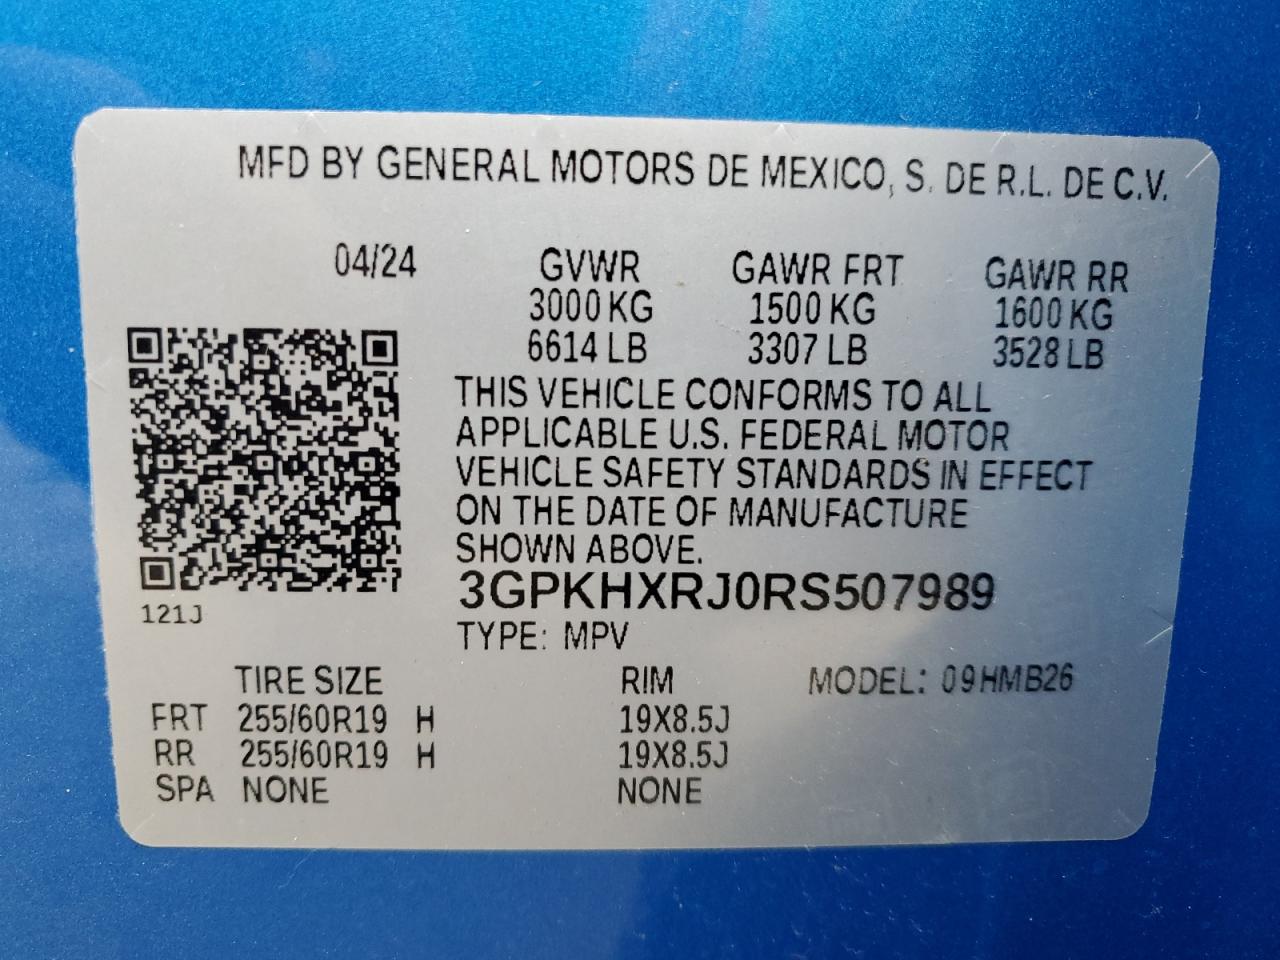 MFD BY GENERAL MOTORS DE MEXICO, S. DE R.L. DE C.V.
04/24 GVWR GAWR FRT GAWR RR
3000 KG 1500 KG 1600 KG
6614 LB 3307 LB 3528 LB
THIS VEHICLE CONFORMS TO ALL
APPLICABLE U.S. FEDERAL MOTOR
VEHICLE SAFETY STANDARDS IN EFFECT
ON THE DATE OF MANUFACTURE
SHOWN ABOVE.
3GPKHXRJ0RS507989
121J
TYPE: MPV
TIRE SIZE RIM MODEL: 09HMB26
FRT 255/60R19 H 19X8.5J
RR 255/60R19 H 19X8.5J
SPA NONE NONE